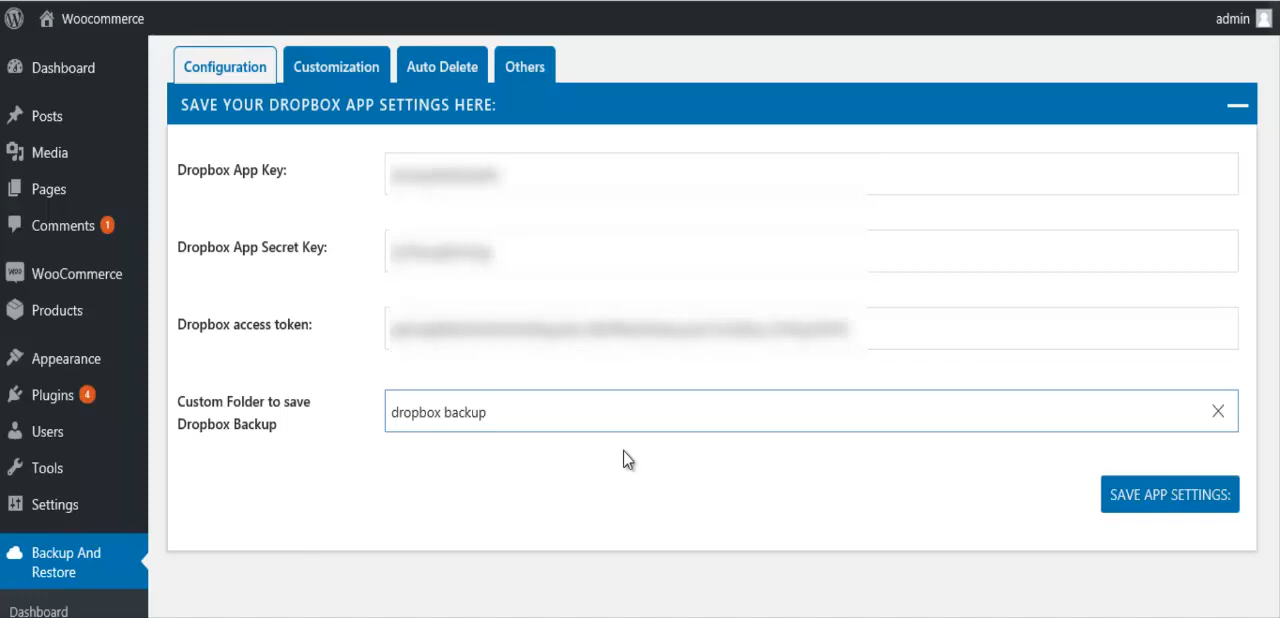 Woocommerce
admin
Dashboard
Posts
Media
Pages
Comments 1
WooCommerce
Products
Appearance
Plugins 4
Users
Tools
Settings
Backup And
Restore
Dashboard
Configuration
Customization
Auto Delete
Others
SAVE YOUR DROPBOX APP SETTINGS HERE:
Dropbox App Key:
Dropbox App Secret Key:
Dropbox access token:
Custom Folder to save
Dropbox Backup
dropbox backup
SAVE APP SETTINGS: